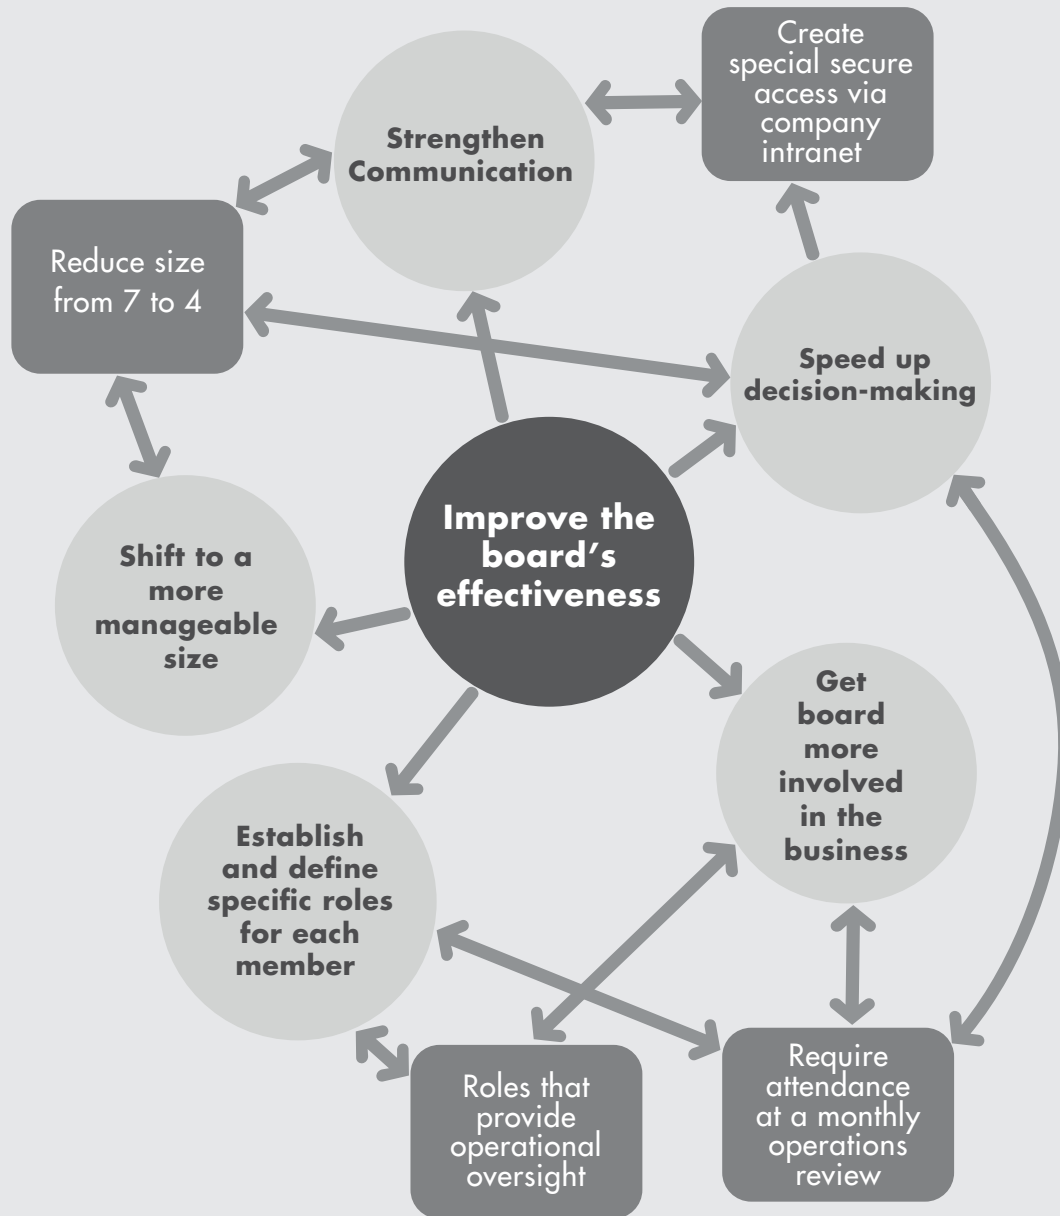 Create
special secure
access via
company
intranet
Strengthen
Communication
Reduce size
from 7 to 4
Speed up
decision-making
Improve the
board’s
effectiveness
Shift to a
more
manageable
size
Get
board
more
involved
in the
business
Establish
and define
specific roles
for each
member
Roles that
provide
operational
oversight
Require
attendance
at a monthly
operations
review